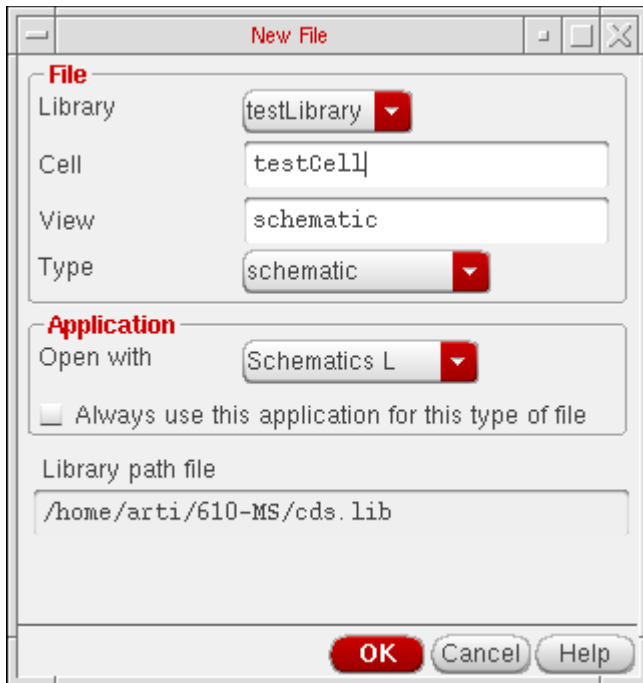 New File
File
Library testLibrary
Cell testCell
View schematic
Type schematic
Application
Open with Schematics L
Always use this application for this type of file
Library path file
/home/arti/610-MS/cds.lib
OK Cancel Help